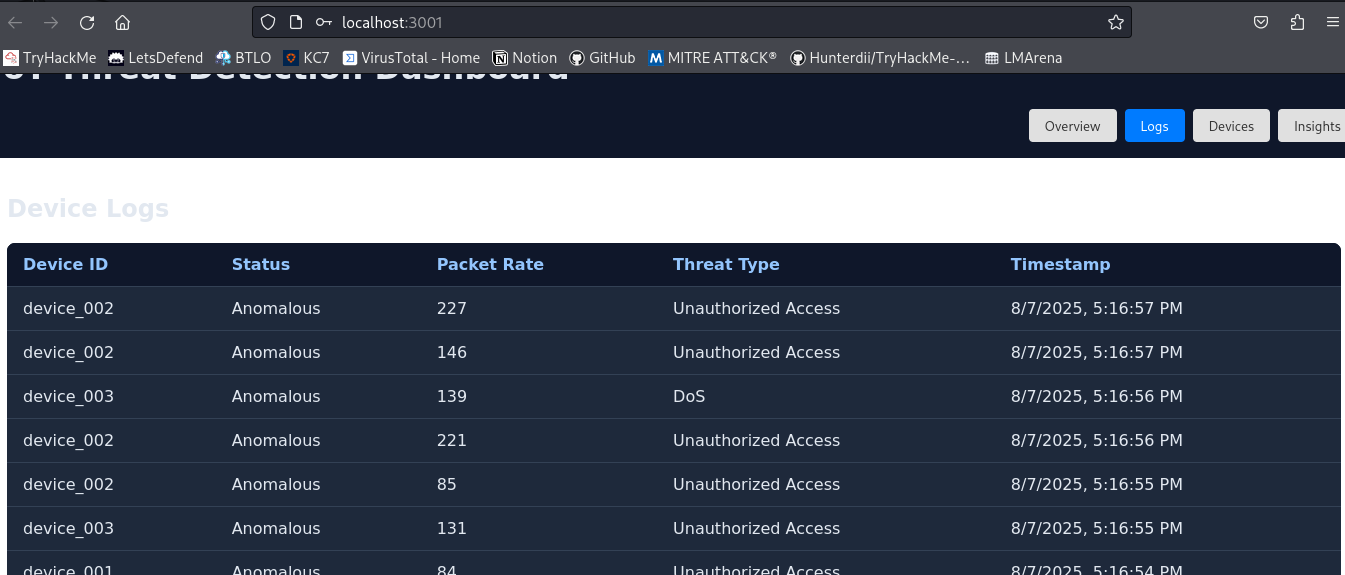 localhost:3001
TryHackMe LetsDefend BTLO KC7 VirusTotal - Home Notion GitHub MITRE ATT&CK® Hunterdii/TryHackMe-… LMArena
Threat Detection Dashboard
Overview Logs Devices Insights
Device Logs
Device ID Status Packet Rate Threat Type Timestamp
device_002 Anomalous 227 Unauthorized Access 8/7/2025, 5:16:57 PM
device_002 Anomalous 146 Unauthorized Access 8/7/2025, 5:16:57 PM
device_003 Anomalous 139 DoS 8/7/2025, 5:16:56 PM
device_002 Anomalous 221 Unauthorized Access 8/7/2025, 5:16:56 PM
device_002 Anomalous 85 Unauthorized Access 8/7/2025, 5:16:55 PM
device_003 Anomalous 131 Unauthorized Access 8/7/2025, 5:16:55 PM
device_001 Anomalous 84 Unauthorized Access 8/7/2025, 5:16:54 PM